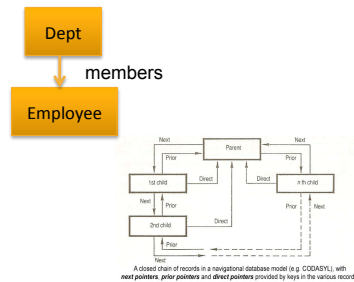 Dept
members
Employee
Next
Parent
Next
Prior
Prior
1st child
Direct
Direct
n th child
Next
Prior
Direct
Prior
Next
2nd child
Prior
Next
A closed chain of records in a navigational database model (e.g. CODASYL), with
next pointers, prior pointers and direct pointers provided by keys in the various record